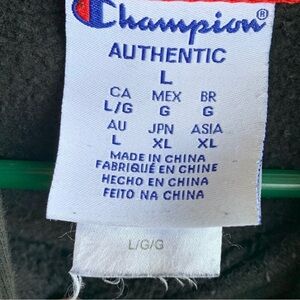 Champion®
AUTHENTIC
L
CA MEX BR
L/G G G
AU JPN ASIA
L XL XL
MADE IN CHINA
FABRIQUÉ EN CHINE
HECHO EN CHINA
FEITO NA CHINA
L/G/G